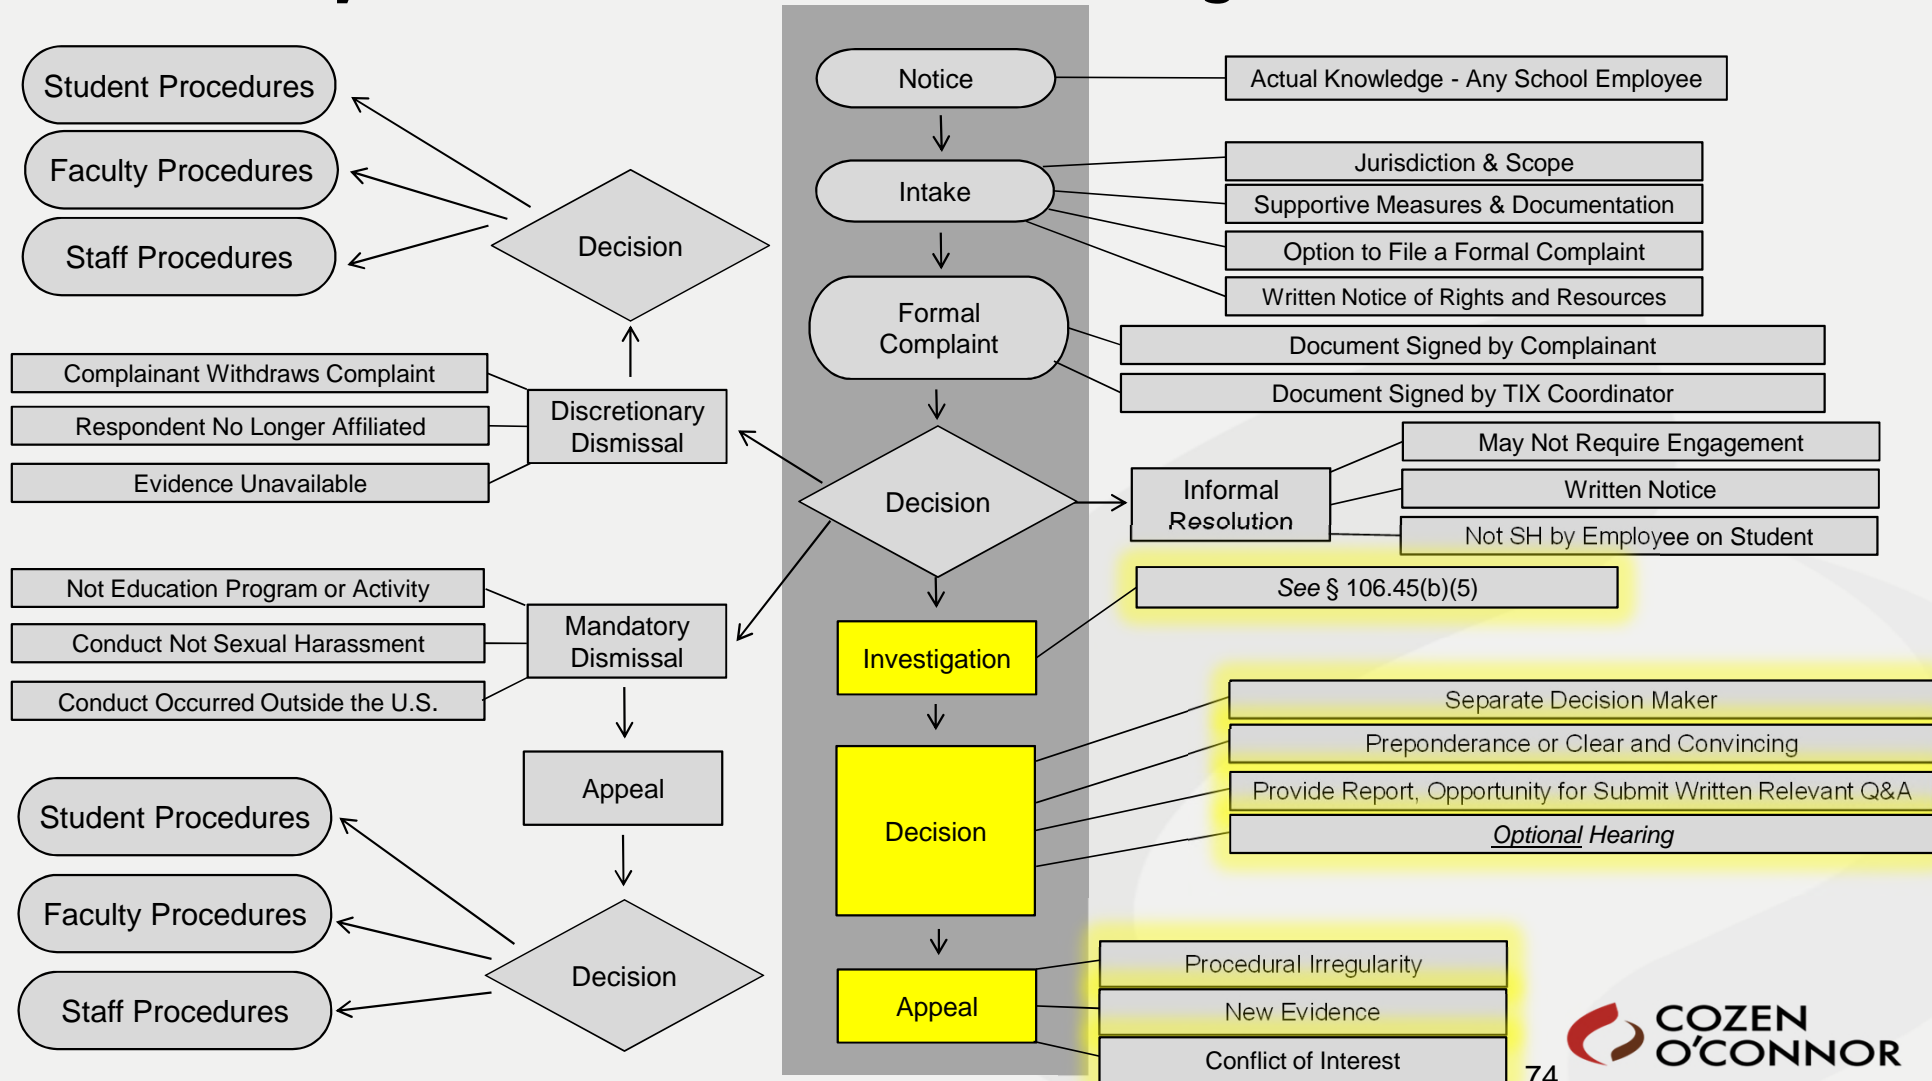 Student Procedures
Faculty Procedures
Staff Procedures
Decision
Complainant Withdraws Complaint
Respondent No Longer Affiliated
Evidence Unavailable
Discretionary
Dismissal
Not Education Program or Activity
Conduct Not Sexual Harassment
Conduct Occurred Outside the U.S.
Mandatory
Dismissal
Appeal
Student Procedures
Faculty Procedures
Staff Procedures
Decision
Notice
Actual Knowledge - Any School Employee
Intake
Jurisdiction & Scope
Supportive Measures & Documentation
Option to File a Formal Complaint
Written Notice of Rights and Resources
Formal
Complaint
Document Signed by Complainant
Document Signed by TIX Coordinator
Decision
Informal
Resolution
May Not Require Engagement
Written Notice
Not SH by Employee on Student
Investigation
See § 106.45(b)(5)
Decision
Separate Decision Maker
Preponderance or Clear and Convincing
Provide Report, Opportunity for Submit Written Relevant Q&A
Optional Hearing
Appeal
Procedural Irregularity
New Evidence
Conflict of Interest
74
COZEN
O'CONNOR